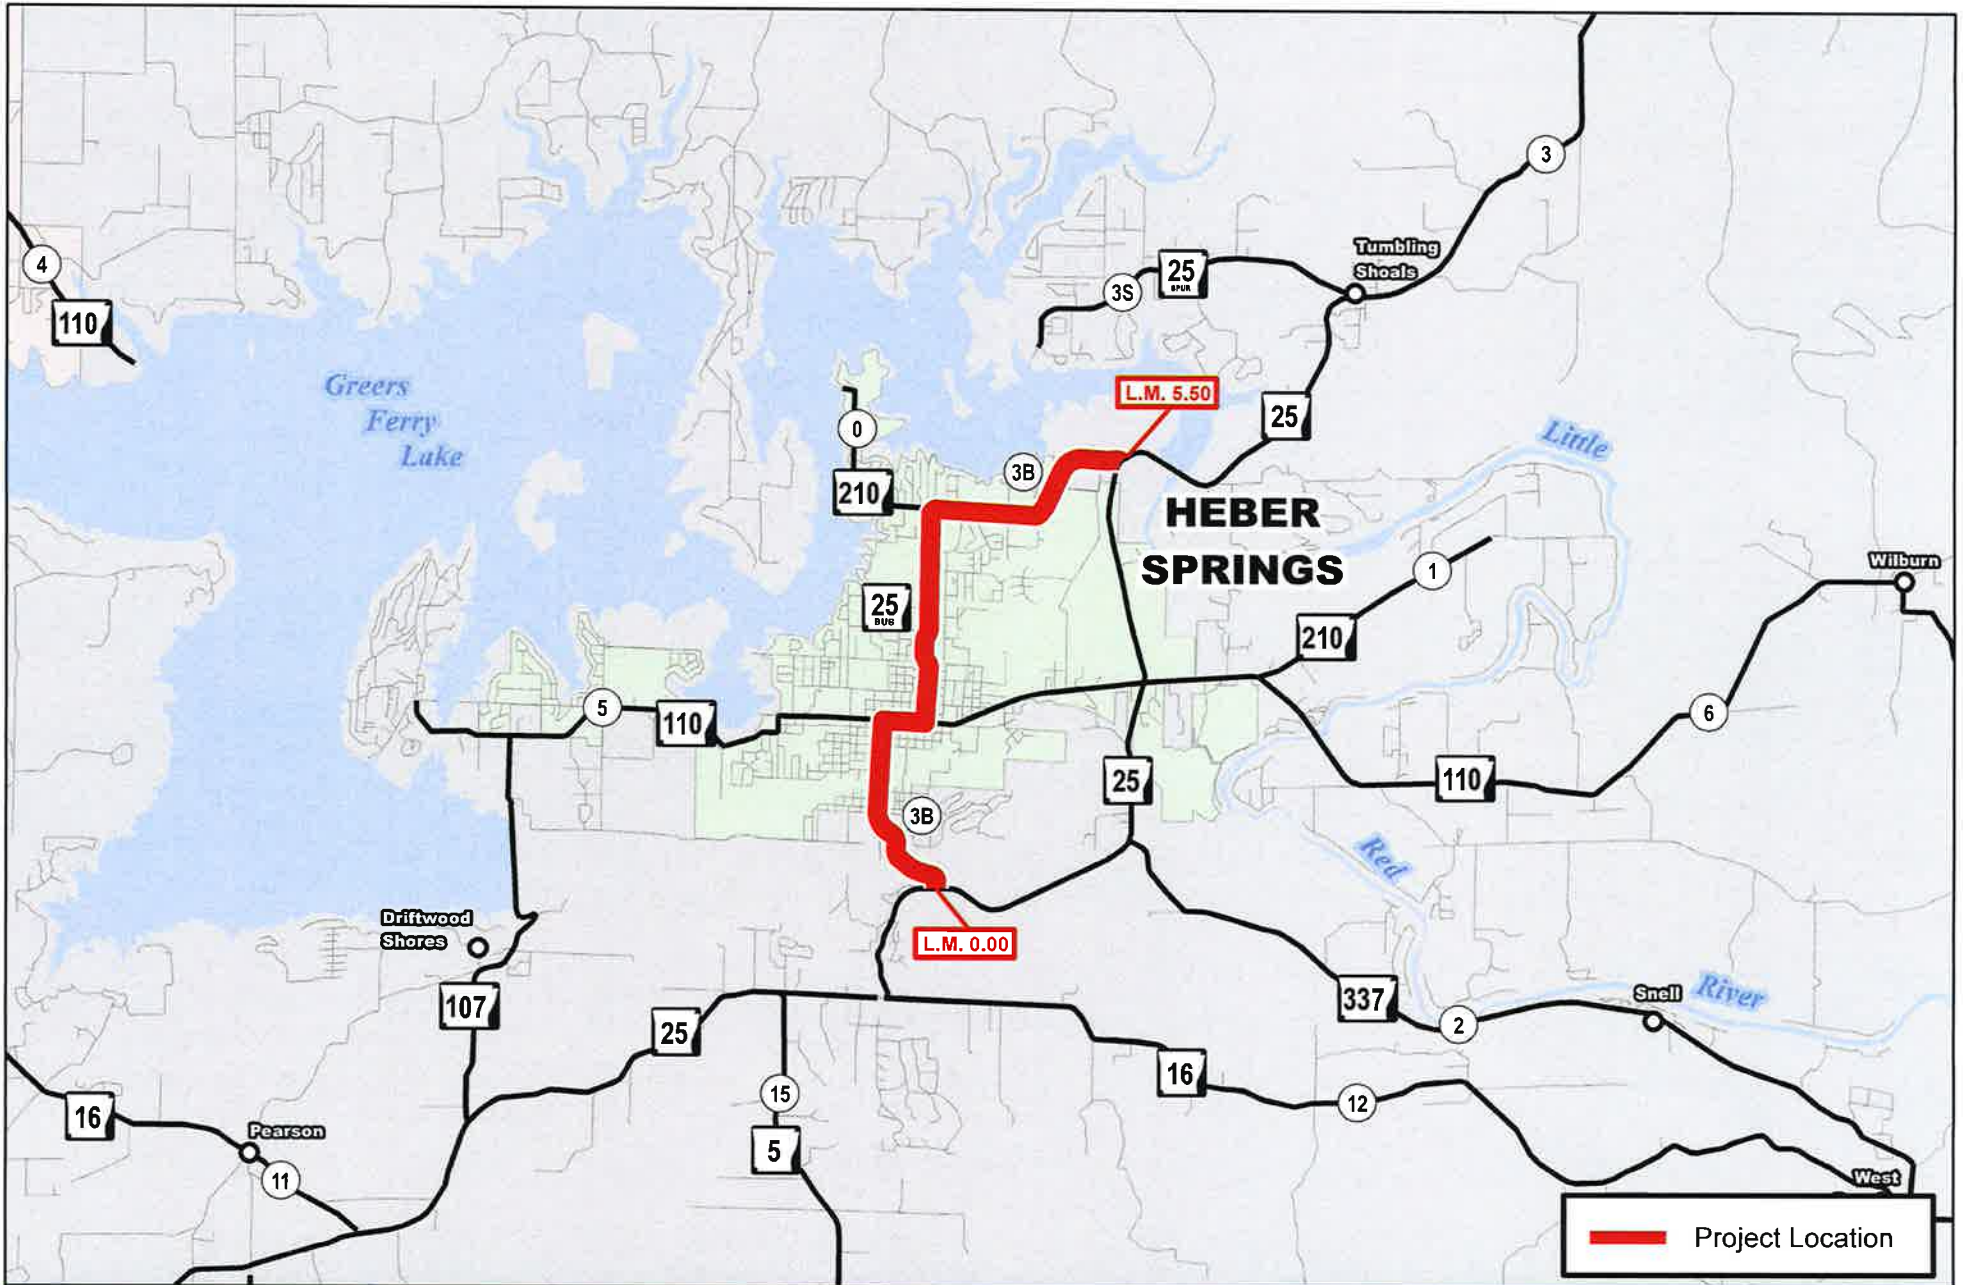 3
Tumbling
Shoals
4
25
SPUR
3S
110
Greers
Ferry
Lake
L.M. 5.50
25
0
Little
3B
210
HEBER
SPRINGS
Wilburn
1
25
BUS
210
5
110
6
25
110
3B
Red
Driftwood
Shores
L.M. 0.00
107
337
Snell
River
2
25
16
15
12
16
Pearson
5
11
West
Project Location